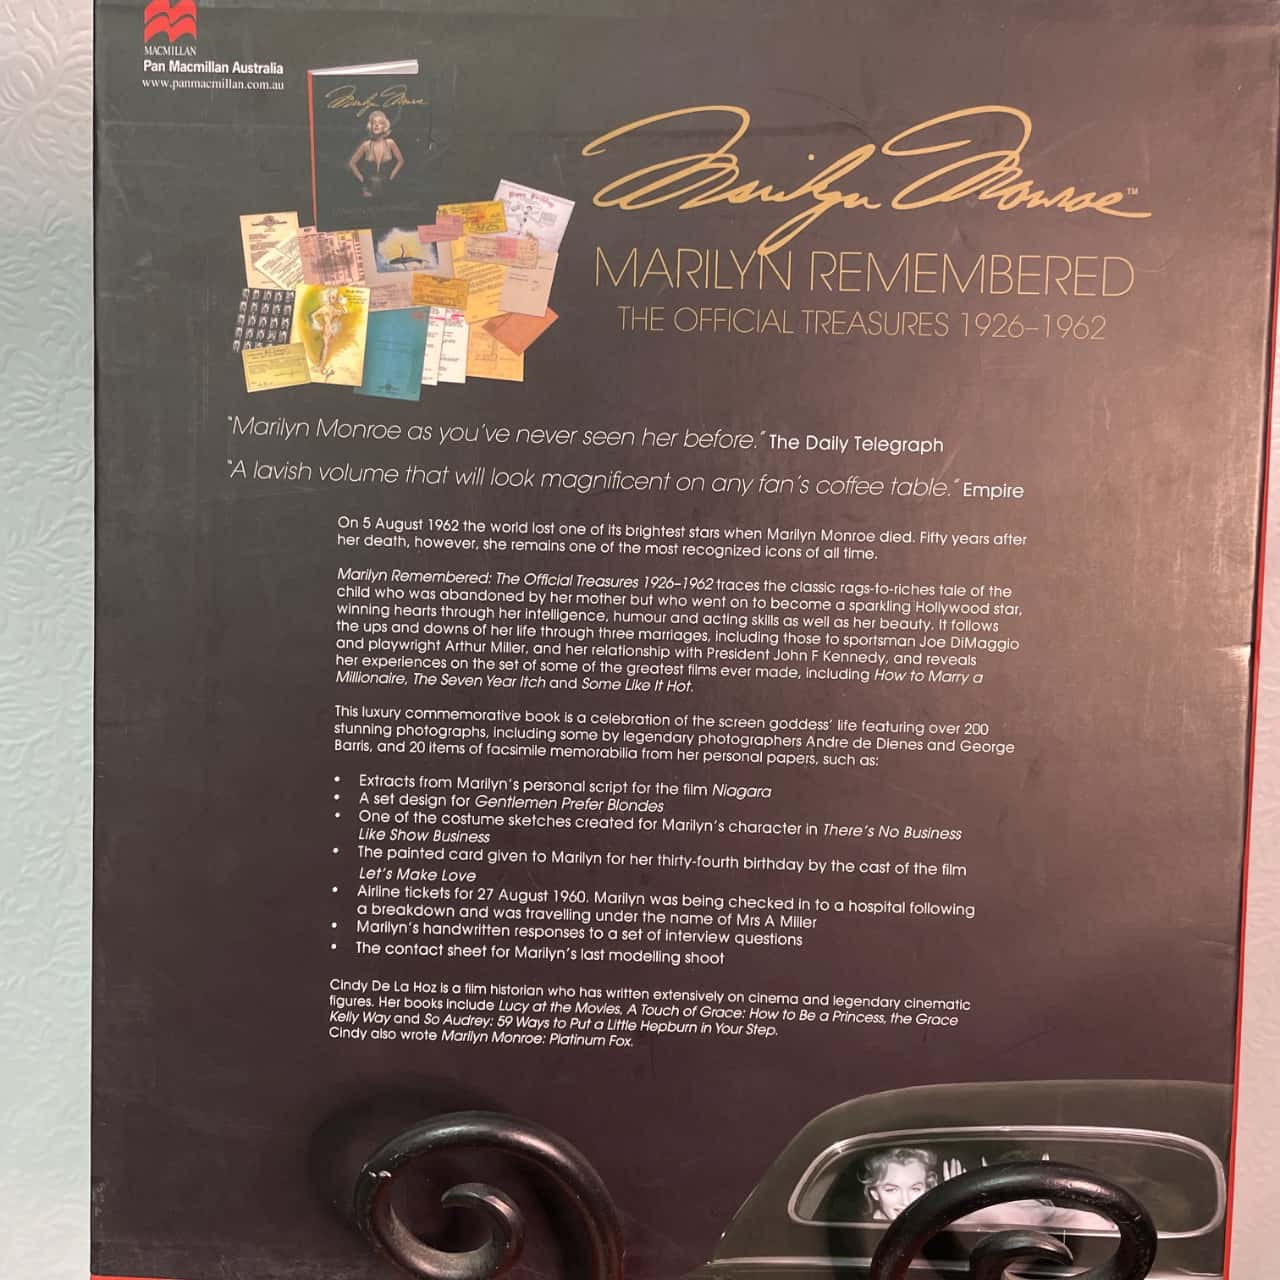 MACMILLAN
Pan Macmillan Australia
www.panmacmillan.com.au
Marilyn Monroe
Marilyn Monroe™
MARILYN REMEMBERED
THE OFFICIAL TREASURES 1926–1962
"Marilyn Monroe as you've never seen her before." The Daily Telegraph
"A lavish volume that will look magnificent on any fan's coffee table." Empire
On 5 August 1962 the world lost one of its brightest stars when Marilyn Monroe died. Fifty years after
her death, however, she remains one of the most recognized icons of all time.
Marilyn Remembered: The Official Treasures 1926–1962 traces the classic rags-to-riches tale of the
child who was abandoned by her mother but who went on to become a sparkling Hollywood star,
winning hearts through her intelligence, humour and acting skills as well as her beauty. It follows
the ups and downs of her life through three marriages, including those to sportsman Joe DiMaggio
and playwright Arthur Miller, and her relationship with President John F Kennedy, and reveals
her experiences on the set of some of the greatest films ever made, including How to Marry a
Millionaire, The Seven Year Itch and Some Like It Hot.
This luxury commemorative book is a celebration of the screen goddess' life featuring over 200
stunning photographs, including some by legendary photographers Andre de Dienes and George
Barris, and 20 items of facsimile memorabilia from her personal papers, such as:
• Extracts from Marilyn's personal script for the film Niagara
• A set design for Gentlemen Prefer Blondes
• One of the costume sketches created for Marilyn's character in There's No Business
Like Show Business
• The painted card given to Marilyn for her thirty-fourth birthday by the cast of the film
Let's Make Love
• Airline tickets for 27 August 1960. Marilyn was being checked in to a hospital following
a breakdown and was travelling under the name of Mrs A Miller
• Marilyn's handwritten responses to a set of interview questions
• The contact sheet for Marilyn's last modelling shoot
Cindy De La Hoz is a film historian who has written extensively on cinema and legendary cinematic
figures. Her books include Lucy at the Movies, A Touch of Grace: How to Be a Princess, the Grace
Kelly Way and So Audrey: 59 Ways to Put a Little Hepburn in Your Step.
Cindy also wrote Marilyn Monroe: Platinum Fox.